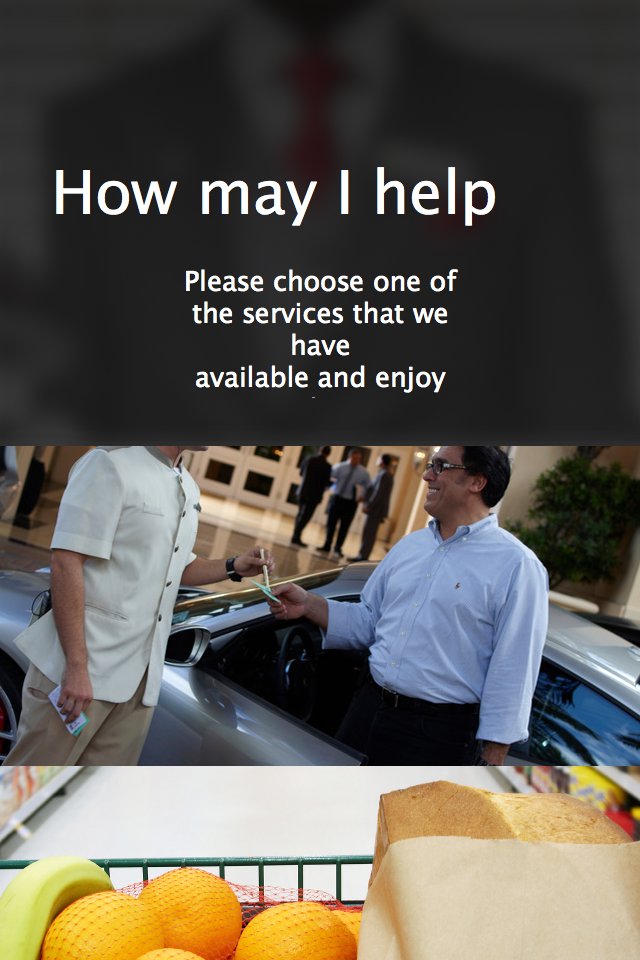 How may I help
Please choose one of
the services that we
have
available and enjoy